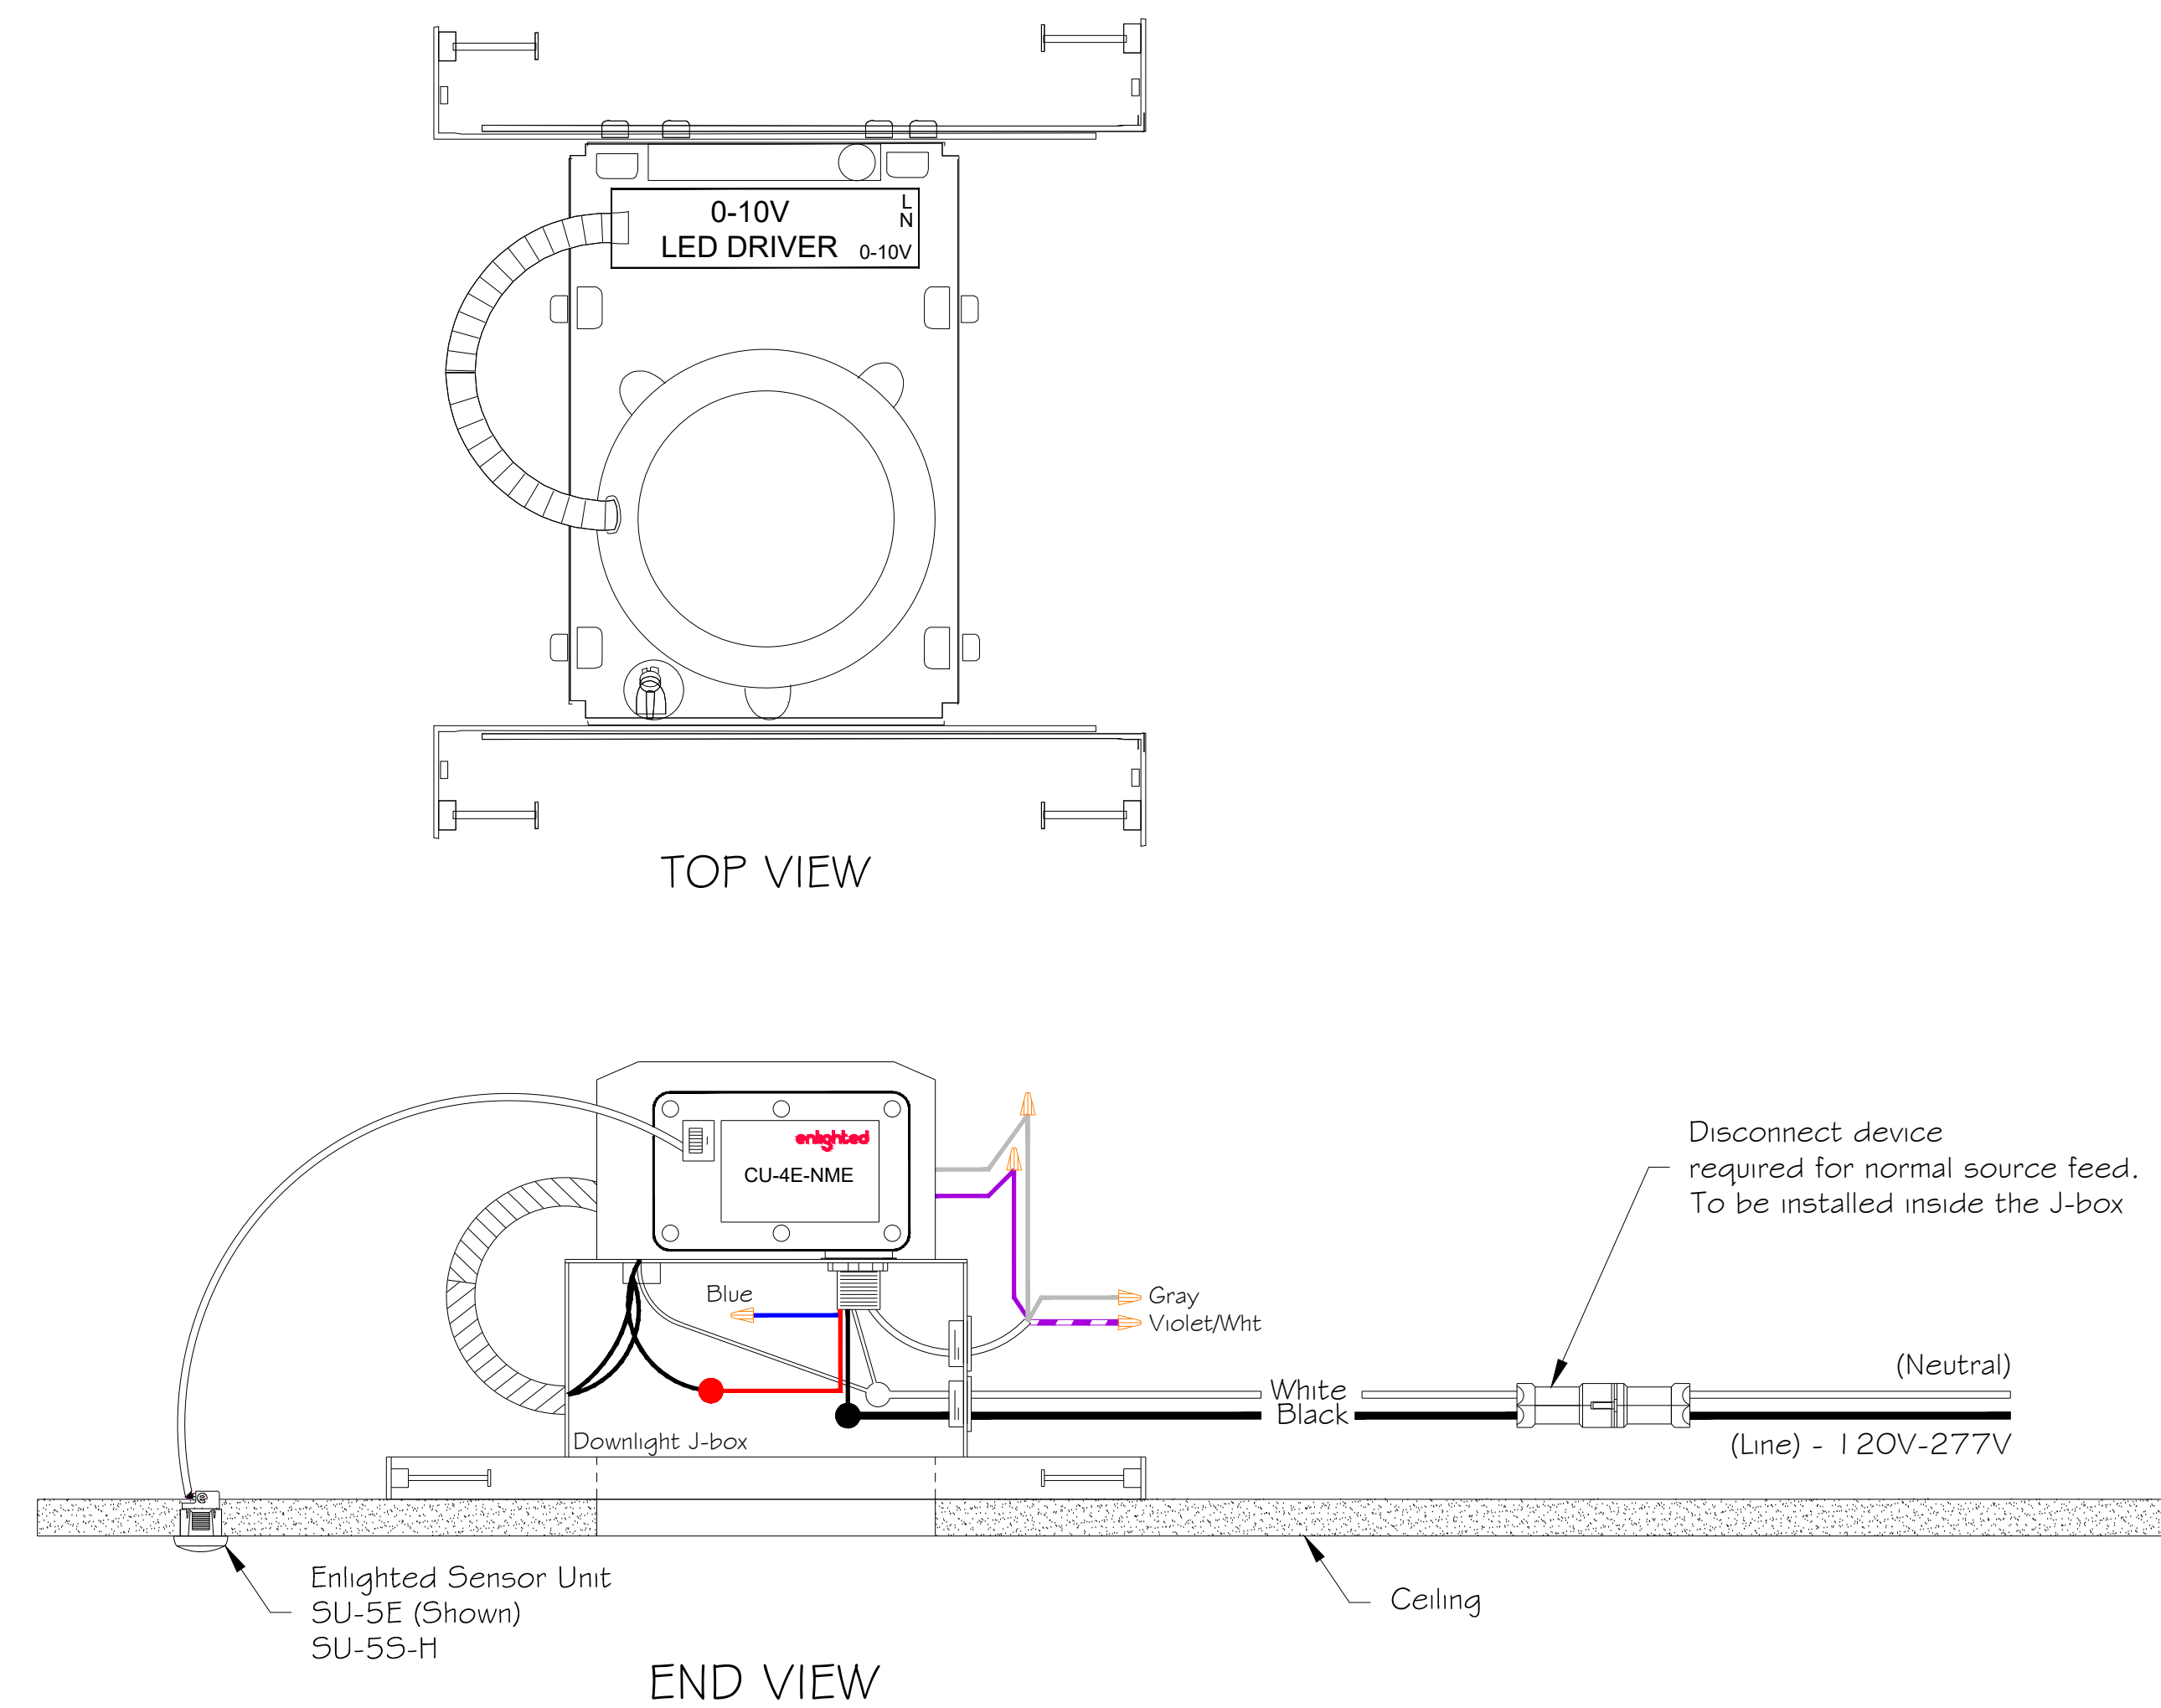 0-10V
LED DRIVER
L
N
0-10V
TOP VIEW
enlighted
CU-4E-NME
Blue
Gray
Violet/Wht
Disconnect device
required for normal source feed.
To be installed inside the J-box
(Neutral)
White
Black
(Line) - 120V-277V
Downlight J-box
Enlighted Sensor Unit
SU-5E (Shown)
SU-5S-H
Ceiling
END VIEW